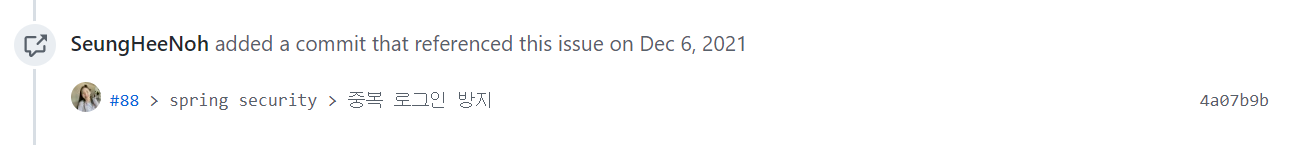 SeungHeeNoh added a commit that referenced this issue on Dec 6, 2021
#88 > spring security > 중복 로그인 방지 4a07b9b